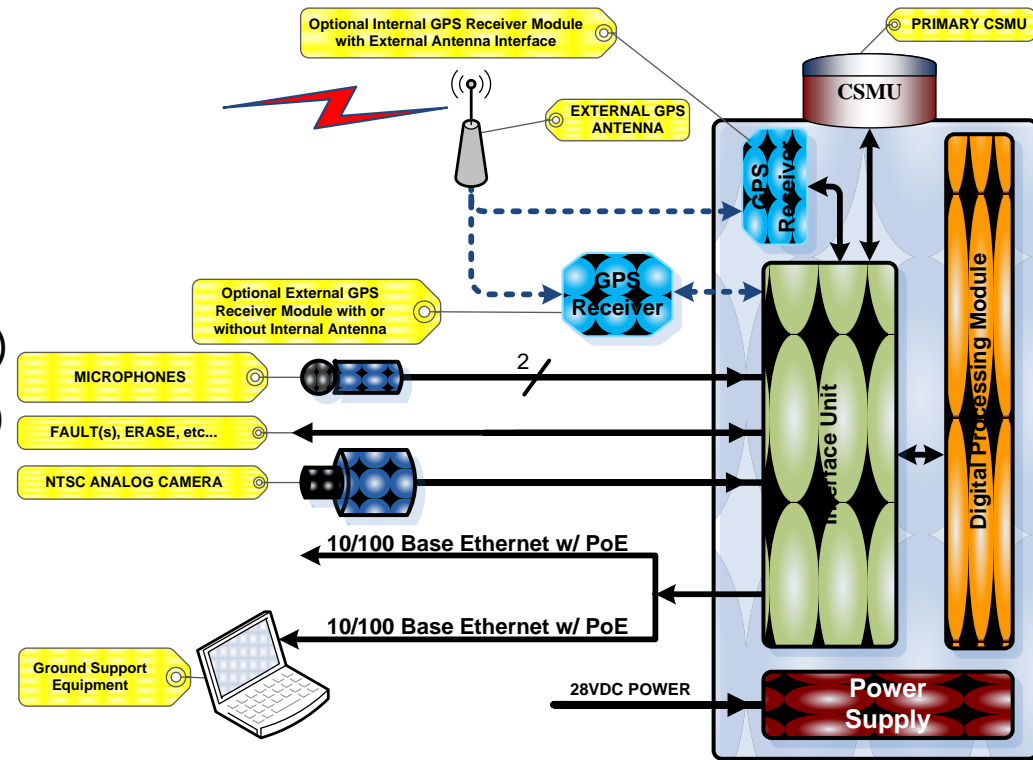 Optional Internal GPS Receiver Module
with External Antenna Interface
PRIMARY CSMU
CSMU
EXTERNAL GPS
ANTENNA
GPS
Receiver
GPS
Receiver
Optional External GPS
Receiver Module with or
without Internal Antenna
)
MICROPHONES
2
)
FAULT(s), ERASE, etc...
NTSC ANALOG CAMERA
Interface Unit
Digital Processing Module
10/100 Base Ethernet w/ PoE
10/100 Base Ethernet w/ PoE
Ground Support
Equipment
28VDC POWER
Power
Supply